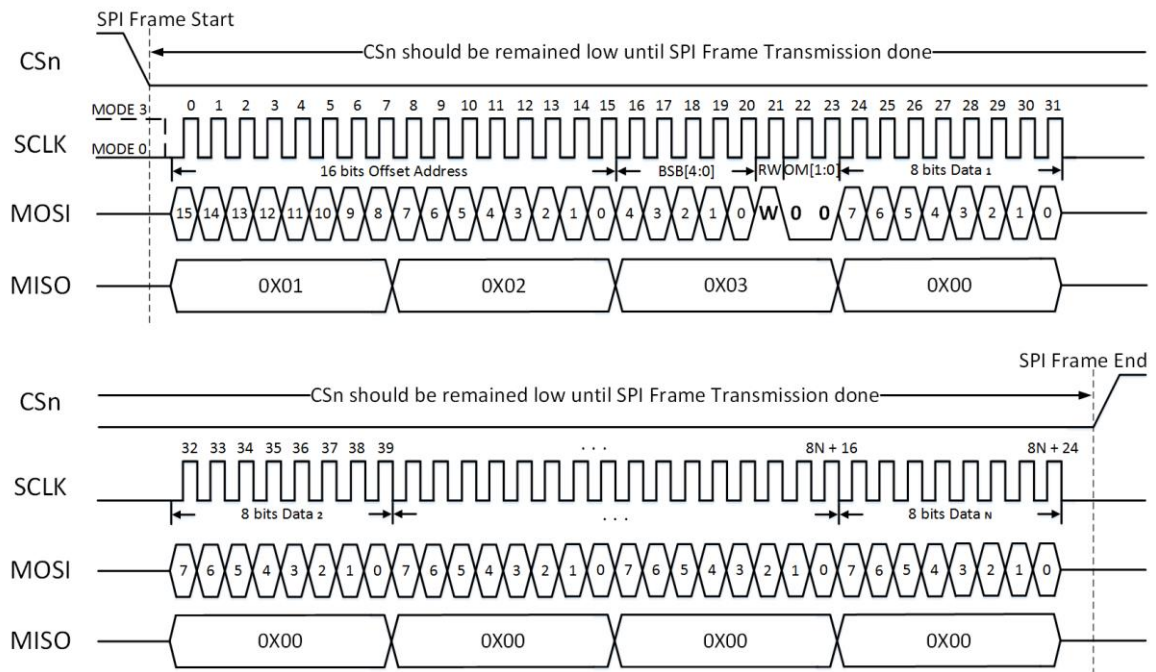 SPI Frame Start
CSn
CSn should be remained low until SPI Frame Transmission done
0 1 2 3 4 5 6 7 8 9 10 11 12 13 14 15 16 17 18 19 20 21 22 23 24 25 26 27 28 29 30 31
MODE 3
SCLK
MODE 0
16 bits Offset Address BSB[4:0] RW OM[1:0] 8 bits Data 1
MOSI 15 14 13 12 11 10 9 8 7 6 5 4 3 2 1 0 4 3 2 1 0 W 0 0 7 6 5 4 3 2 1 0
MISO 0X01 0X02 0X03 0X00
SPI Frame End
CSn
CSn should be remained low until SPI Frame Transmission done
32 33 34 35 36 37 38 39 . . . 8N + 16 8N + 24
SCLK
8 bits Data 2 . . . 8 bits Data N
MOSI 7 6 5 4 3 2 1 0 7 6 5 4 3 2 1 0 7 6 5 4 3 2 1 0 7 6 5 4 3 2 1 0
MISO 0X00 0X00 0X00 0X00